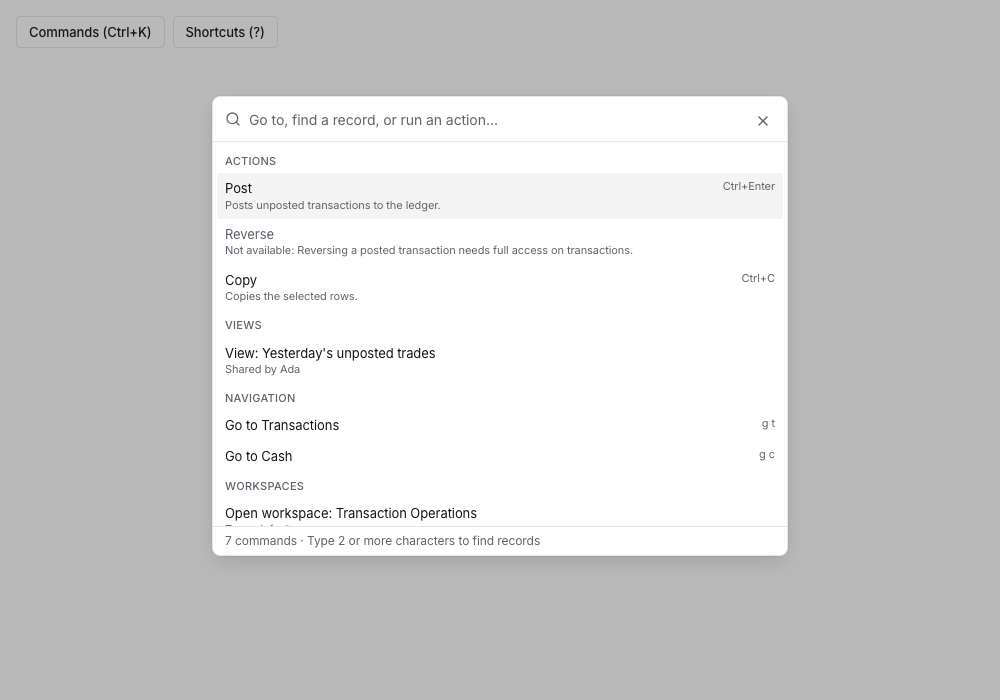 Commands (Ctrl+K) Shortcuts (?)
Go to, find a record, or run an action...
ACTIONS
Post Ctrl+Enter
Posts unposted transactions to the ledger.
Reverse
Not available: Reversing a posted transaction needs full access on transactions.
Copy Ctrl+C
Copies the selected rows.
VIEWS
View: Yesterday's unposted trades
Shared by Ada
NAVIGATION
Go to Transactions g t
Go to Cash g c
WORKSPACES
Open workspace: Transaction Operations
7 commands · Type 2 or more characters to find records